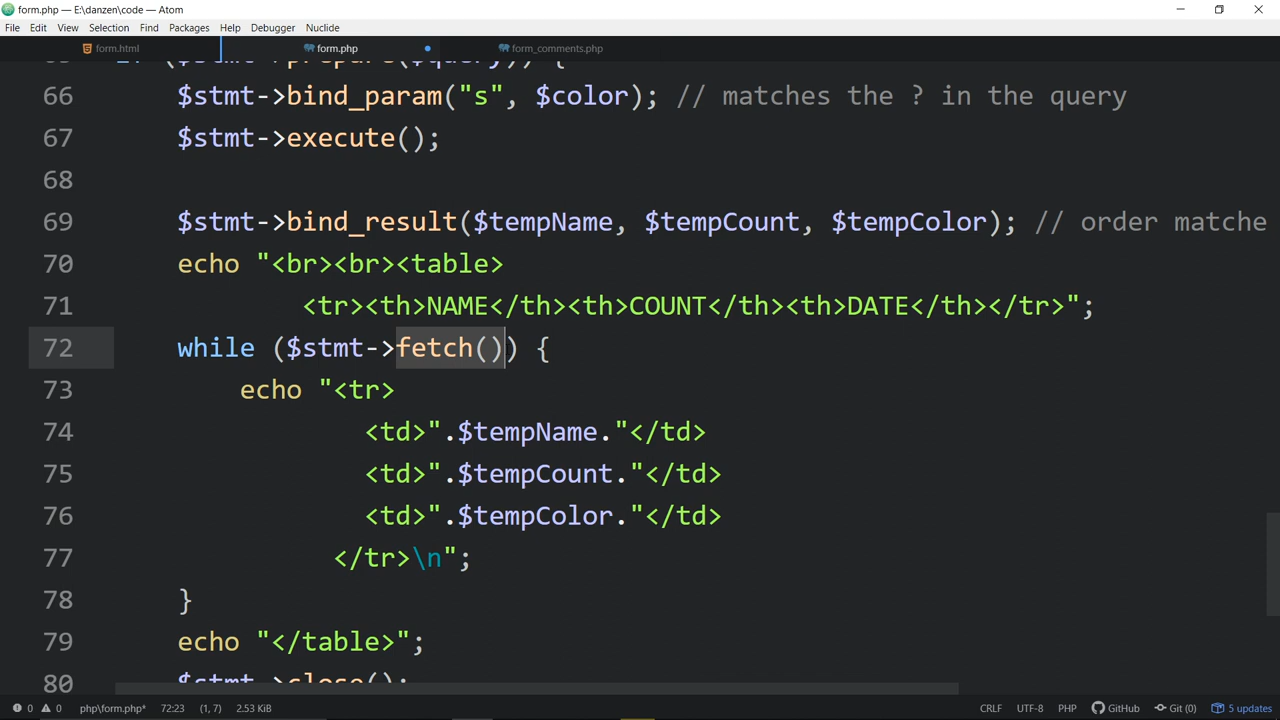 form.php — E:\danzen\code — Atom
File Edit View Selection Find Packages Help Debugger Nuclide
form.html form.php form_comments.php
66 $stmt->bind_param("s", $color); // matches the ? in the query
67 $stmt->execute();
68
69 $stmt->bind_result($tempName, $tempCount, $tempColor); // order matche
70 echo "<br><br><table>
71 <tr><th>NAME</th><th>COUNT</th><th>DATE</th></tr>";
72 while ($stmt->fetch()) {
73 echo "<tr>
74 <td>".$tempName."</td>
75 <td>".$tempCount."</td>
76 <td>".$tempColor."</td>
77 </tr>\n";
78 }
79 echo "</table>";
80 $stmt->close();
0 0 php\form.php* 72:23 (1, 7) 2.53 KiB CRLF UTF-8 PHP GitHub Git (0) 5 updates